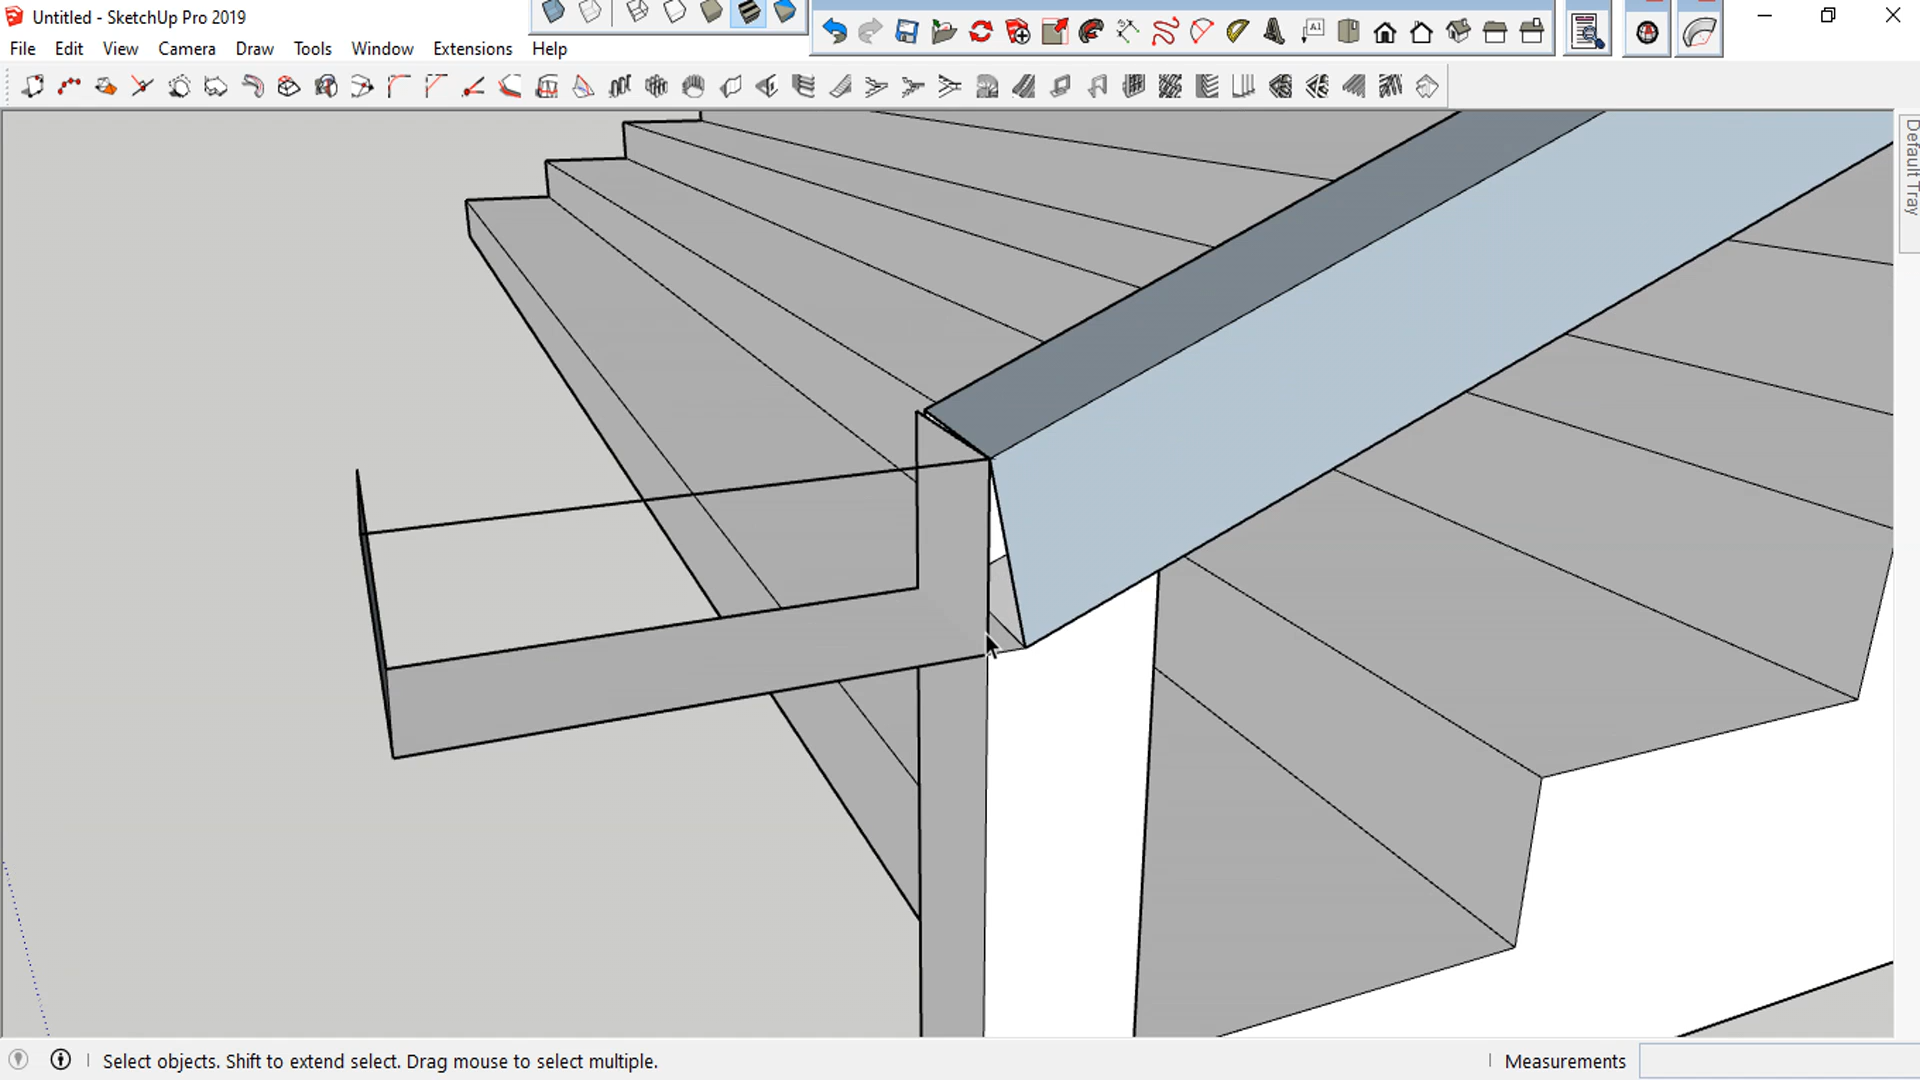 Untitled - SketchUp Pro 2019
File Edit View Camera Draw Tools Window Extensions Help
A1
Default Tray
Select objects. Shift to extend select. Drag mouse to select multiple.
Measurements